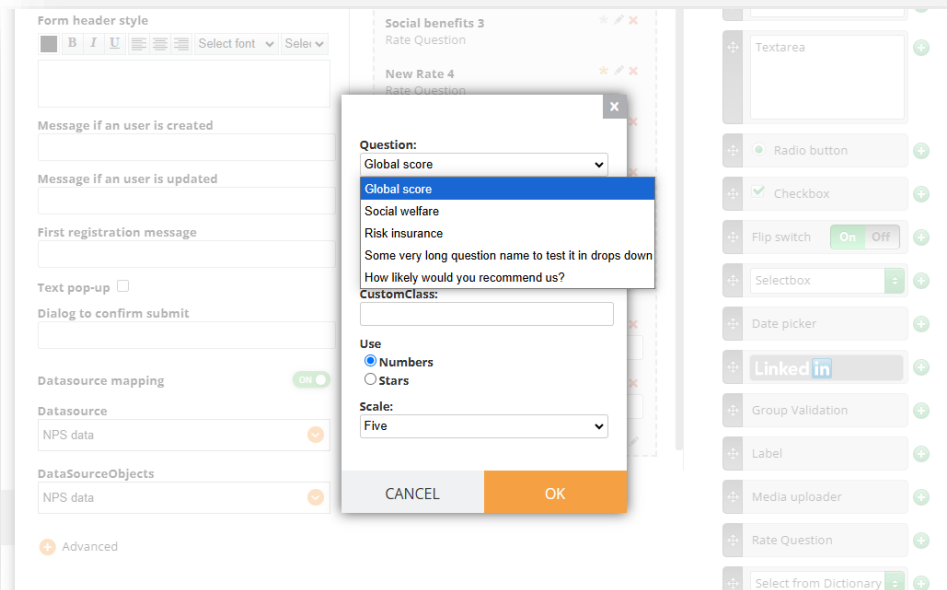 Form header style
B I U Select font Selec
Message if an user is created
Message if an user is updated
First registration message
Text pop-up
Dialog to confirm submit
Datasource mapping
ON
Datasource
NPS data
DataSourceObjects
NPS data
Advanced
Social benefits 3
Rate Question
New Rate 4
Rate Question
x
Question:
Global score
Global score
Social welfare
Risk insurance
Some very long question name to test it in drops down
How likely would you recommend us?
CustomClass:
Use
Numbers
Stars
Scale:
Five
CANCEL
OK
Textarea
Radio button
Checkbox
Flip switch On Off
Selectbox
Date picker
Linked in
Group Validation
Label
Media uploader
Rate Question
Select from Dictionary